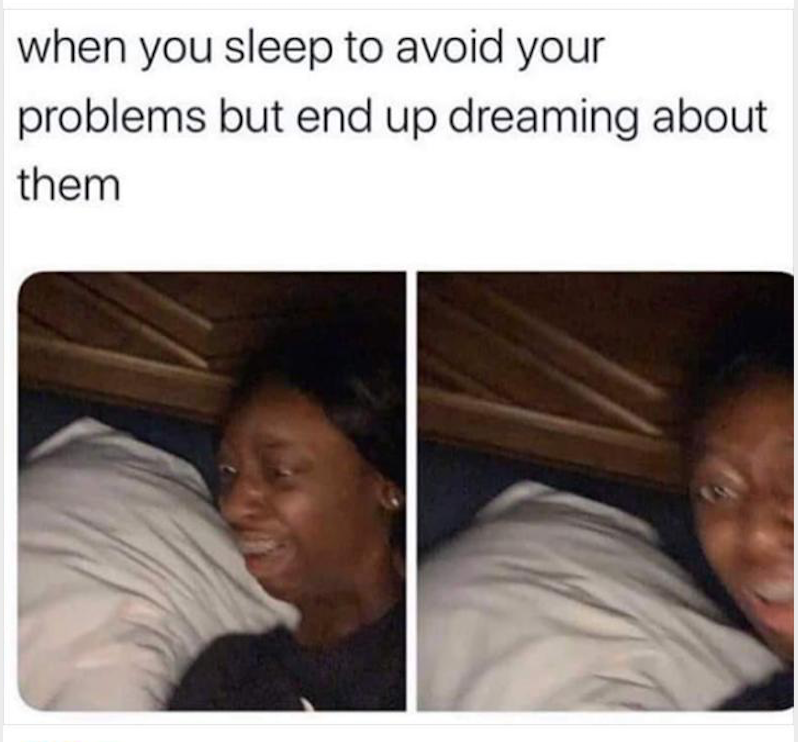 when you sleep to avoid your
problems but end up dreaming about
them